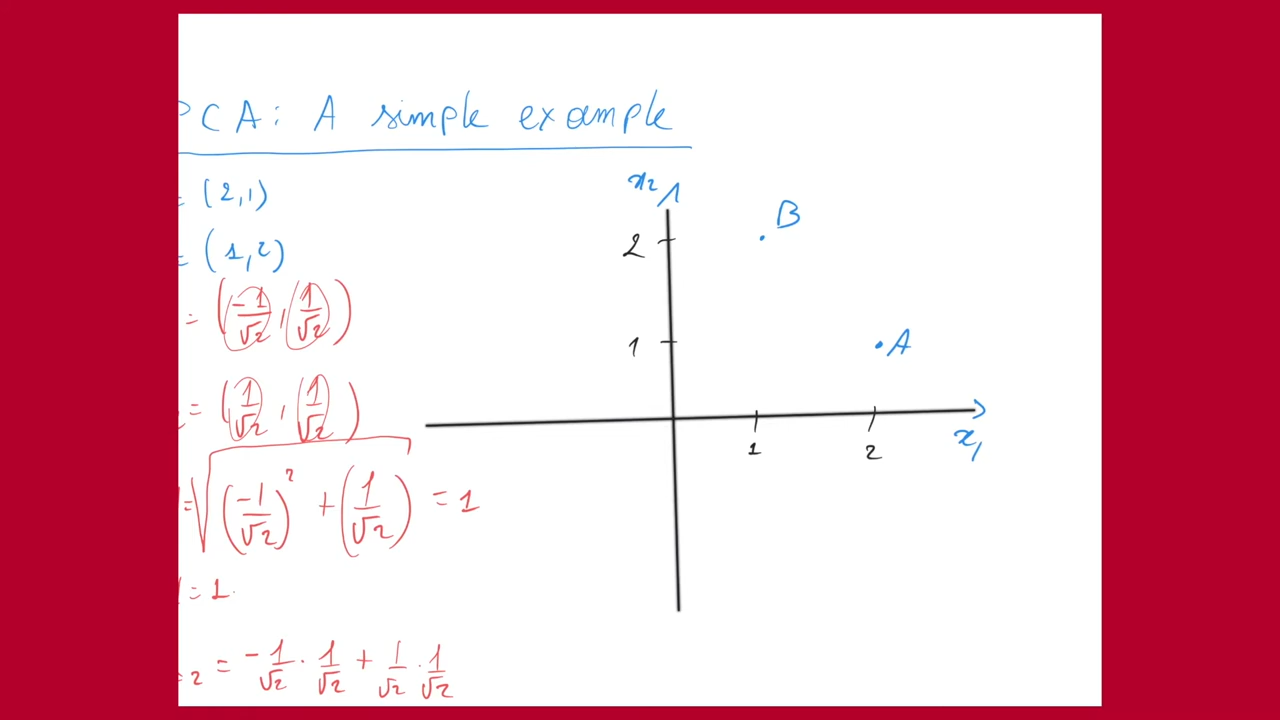 PCA: A simple example
= (2,1)
= (1,2)
= (-1/√2, 1/√2)
= (1/√2, 1/√2)
= √((-1/√2)² + (1/√2)) = 1
= 1.
2 = -1/√2 · 1/√2 + 1/√2 · 1/√2
x2
B
2
1
A
1
2
x1